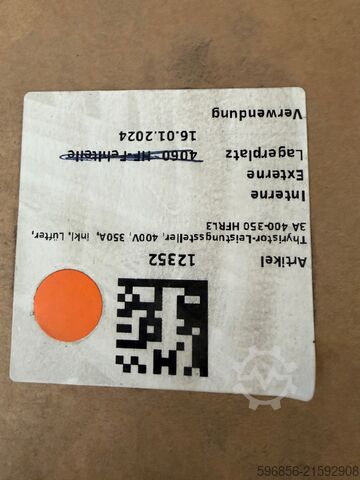 Artikel 12352
Thyristor-Leistungssteller, 400V, 350A, inkl. Lüfter,
3A 400-350 HFRL3
Interne
Externe
Lagerplatz 4060 HF-Fehlteile
16.01.2024
Verwendung
596856-21592908